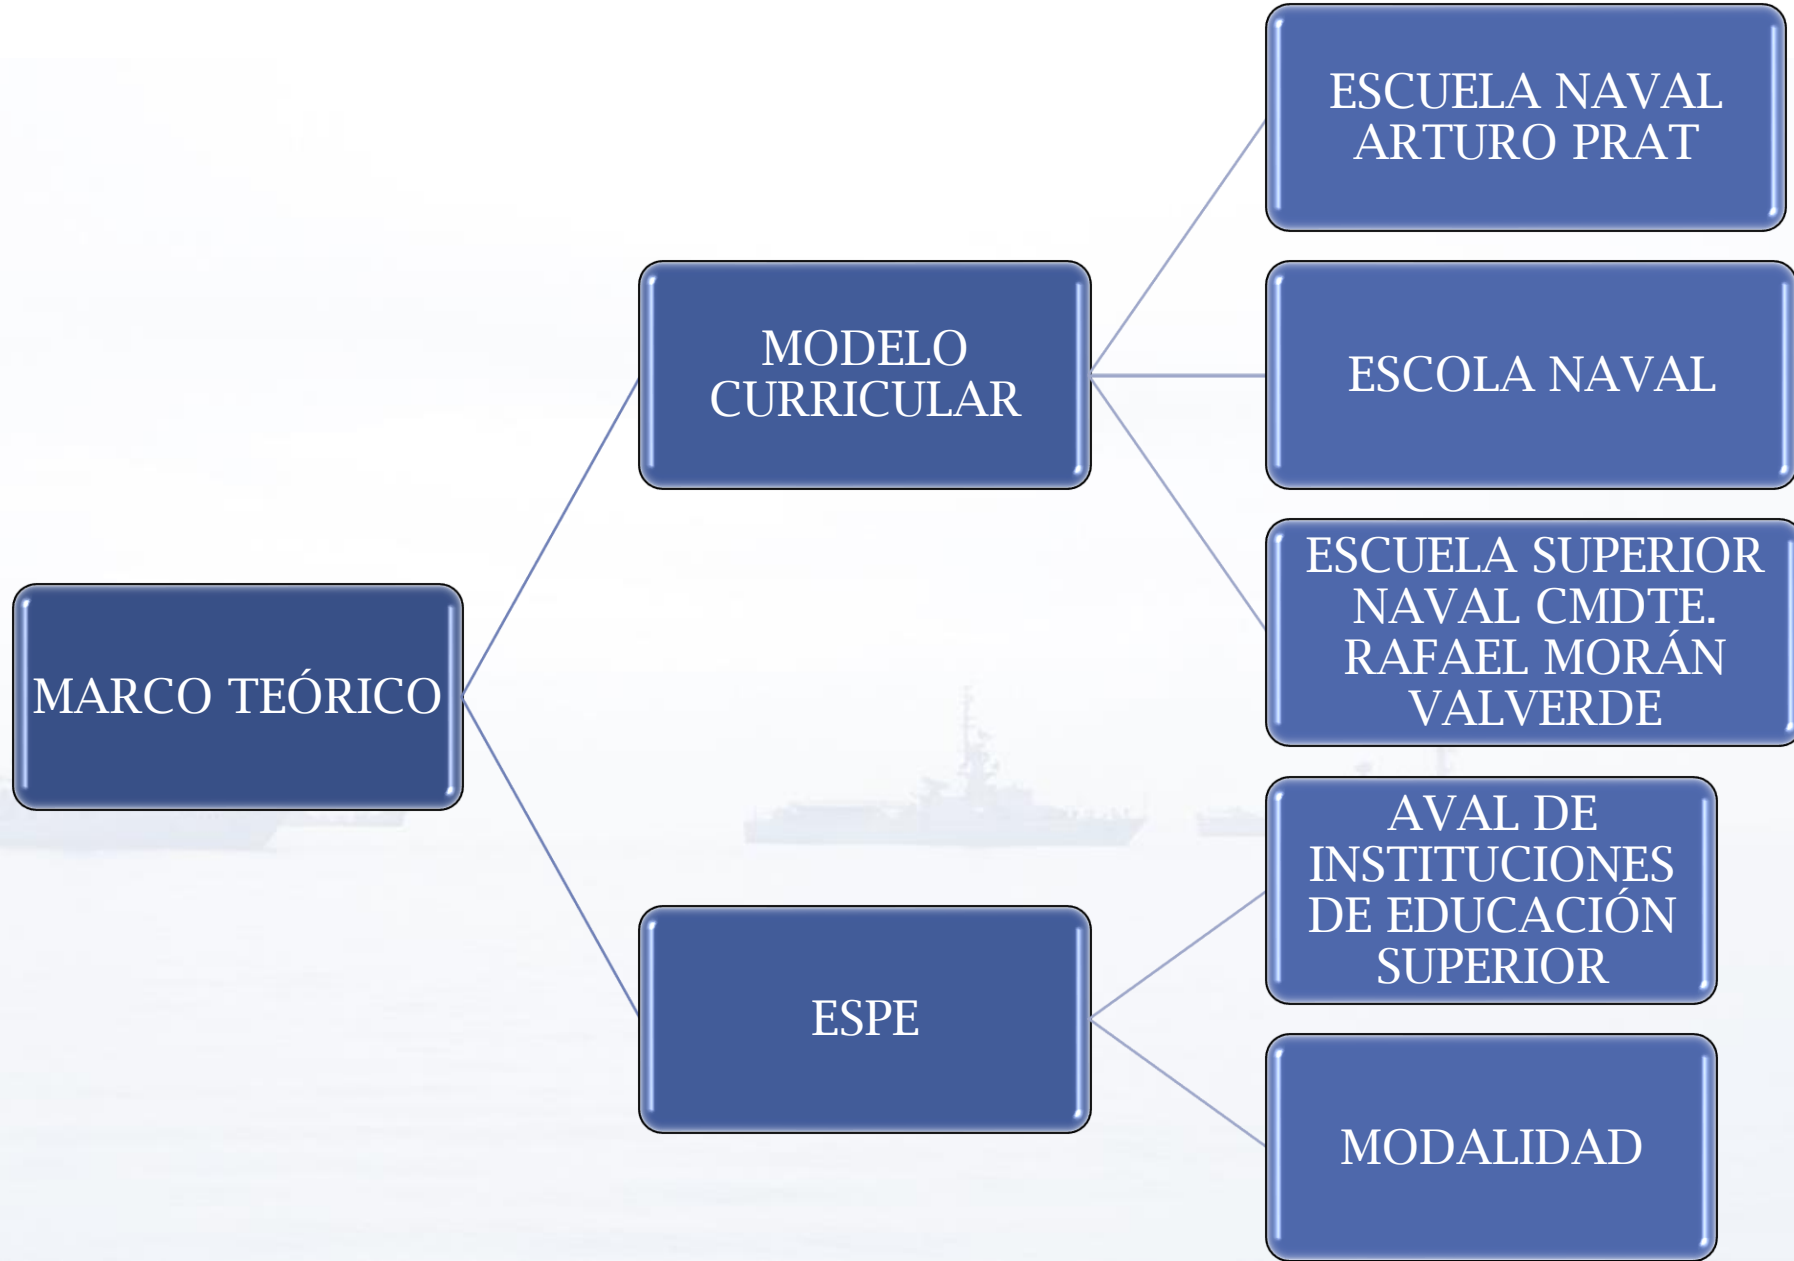 MARCO TEÓRICO
MODELO
CURRICULAR
ESCUELA NAVAL
ARTURO PRAT
ESCOLA NAVAL
ESCUELA SUPERIOR
NAVAL CMDTE.
RAFAEL MORÁN
VALVERDE
ESPE
AVAL DE
INSTITUCIONES
DE EDUCACIÓN
SUPERIOR
MODALIDAD